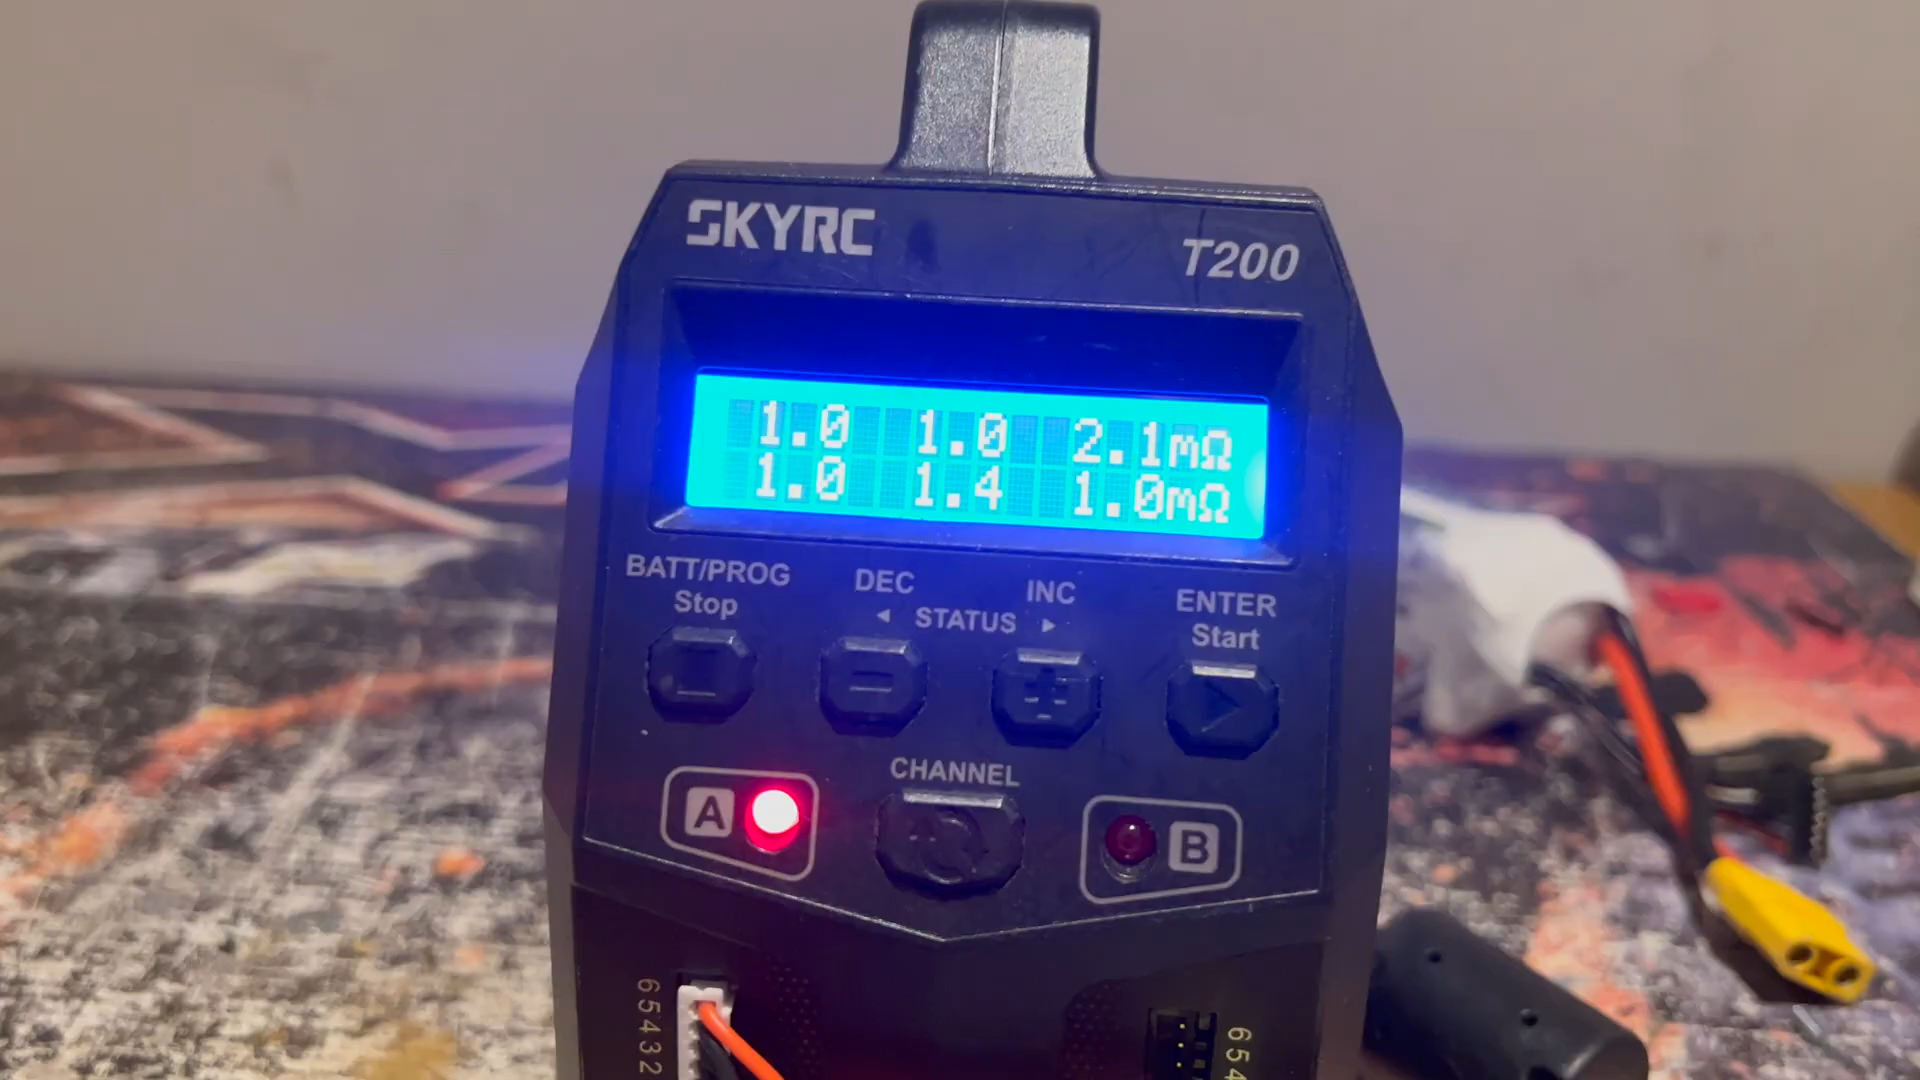 SKYRC
T200
1.0 1.0 2.1mΩ
1.0 1.4 1.0mΩ
BATT/PROG
Stop
DEC
INC
◄ STATUS ►
ENTER
Start
CHANNEL
A
B
65432
654